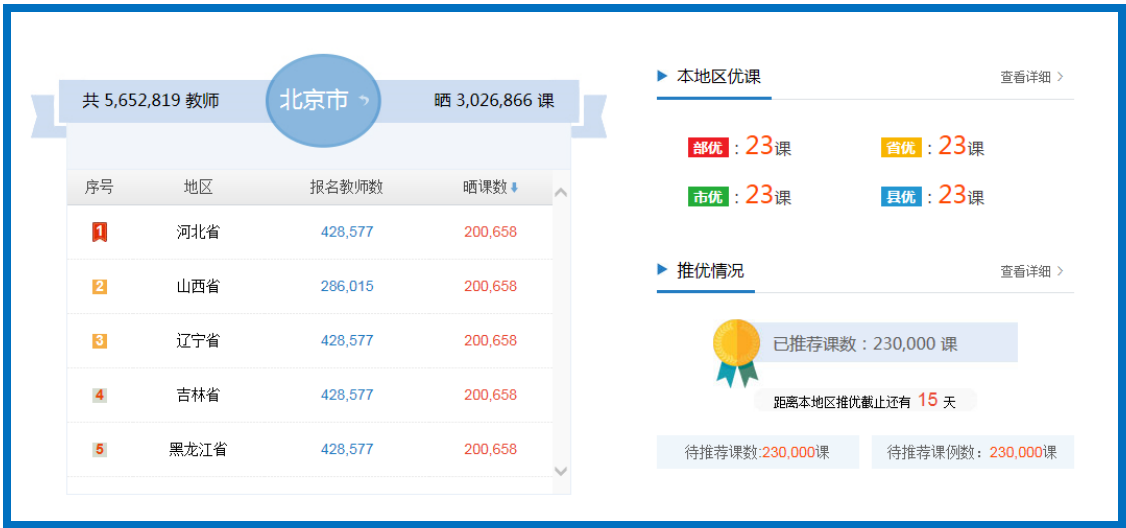 共 5,652,819 教师 北京市 晒 3,026,866 课
序号 地区 报名教师数 晒课数
1 河北省 428,577 200,658
2 山西省 286,015 200,658
3 辽宁省 428,577 200,658
4 吉林省 428,577 200,658
5 黑龙江省 428,577 200,658
本地区优课 查看详细
部优：23课 省优：23课
市优：23课 县优：23课
推优情况 查看详细
已推荐课数：230,000 课
距离本地区推优截止还有 15 天
待推荐课数:230,000课 待推荐课例数：230,000课